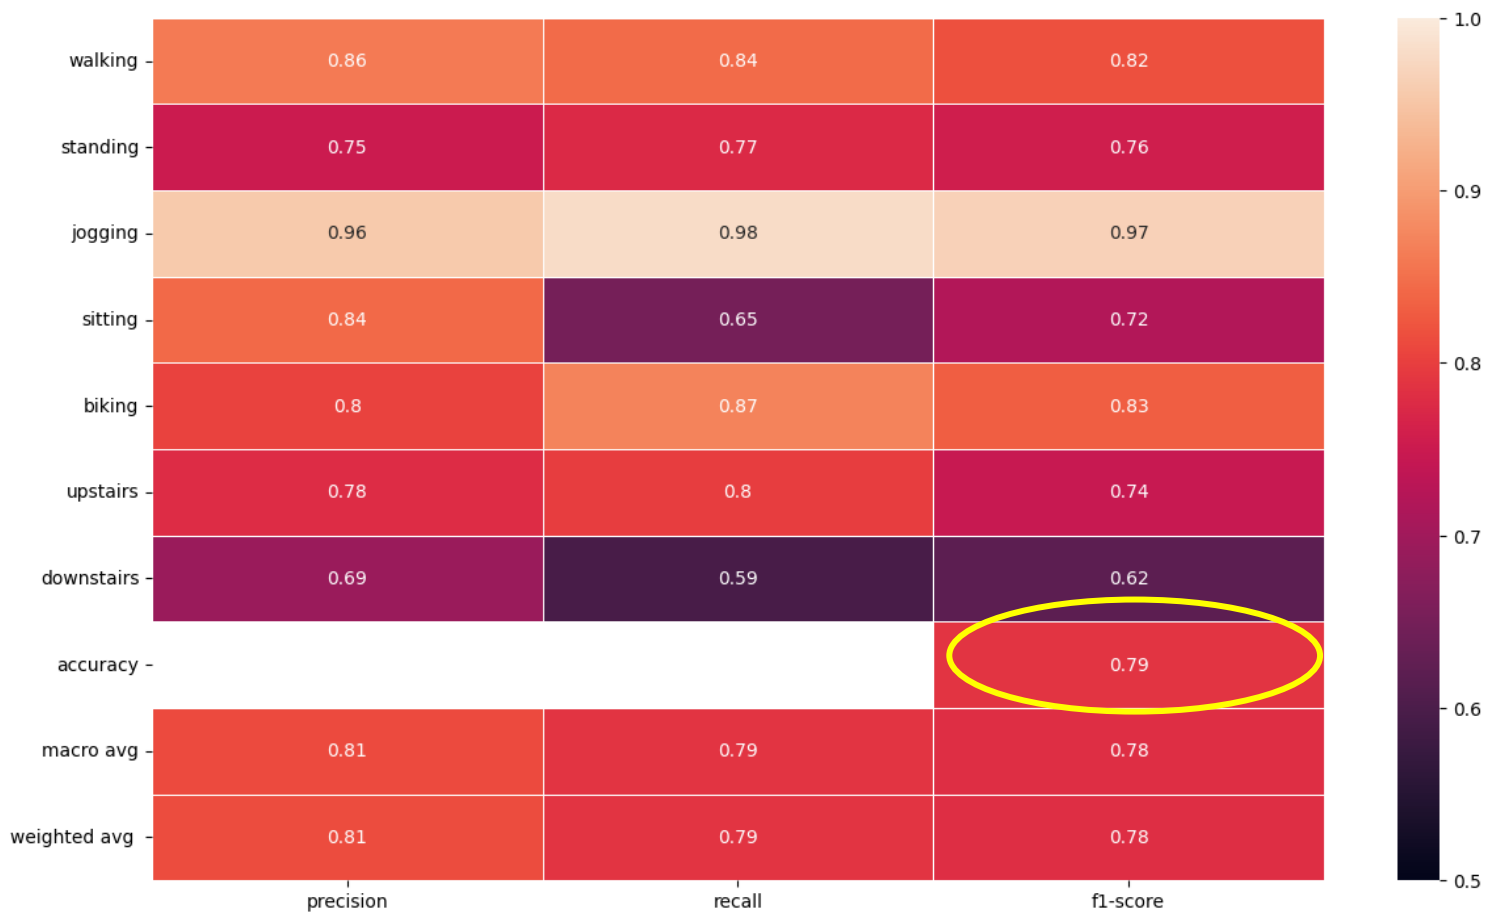 walking 0.86 0.84 0.82
standing 0.75 0.77 0.76
jogging 0.96 0.98 0.97
sitting 0.84 0.65 0.72
biking 0.8 0.87 0.83
upstairs 0.78 0.8 0.74
downstairs 0.69 0.59 0.62
accuracy 0.79
macro avg 0.81 0.79 0.78
weighted avg 0.81 0.79 0.78
precision recall f1-score
1.0
0.9
0.8
0.7
0.6
0.5